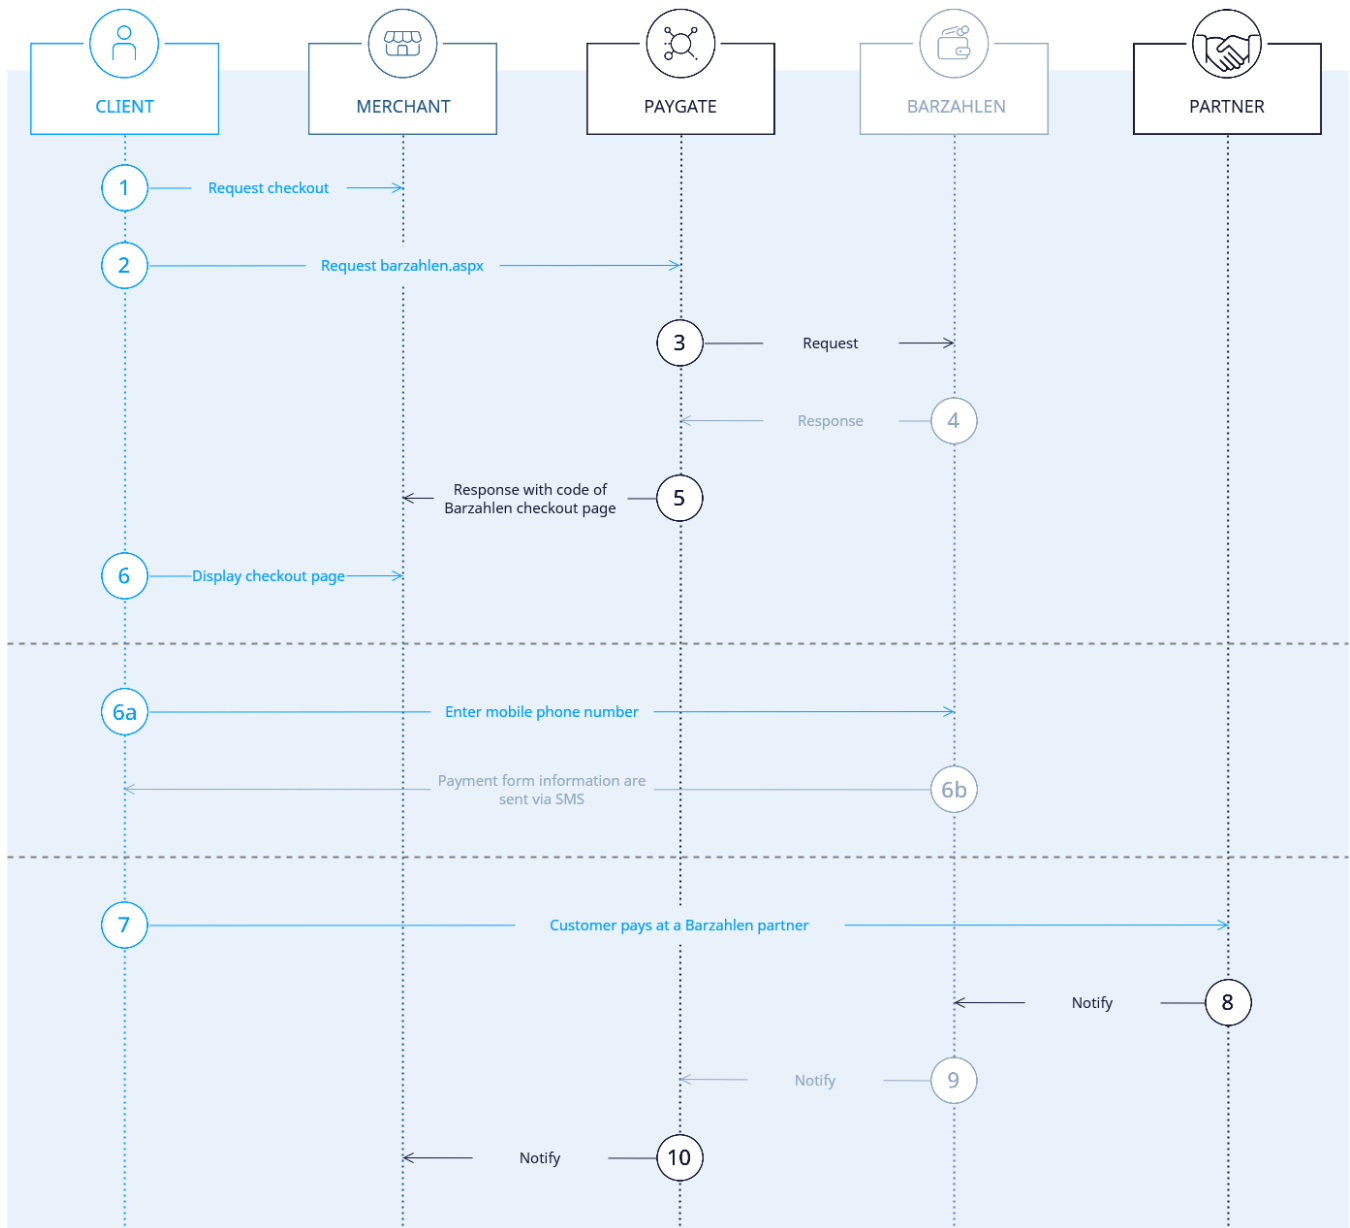 CLIENT
MERCHANT
PAYGATE
BARZAHLEN
PARTNER
1
Request checkout
2
Request barzahlen.aspx
3
Request
Response
4
Response with code of
Barzahlen checkout page
5
6
Display checkout page
6a
Enter mobile phone number
Payment form information are
sent via SMS
6b
7
Customer pays at a Barzahlen partner
Notify
8
Notify
9
Notify
10